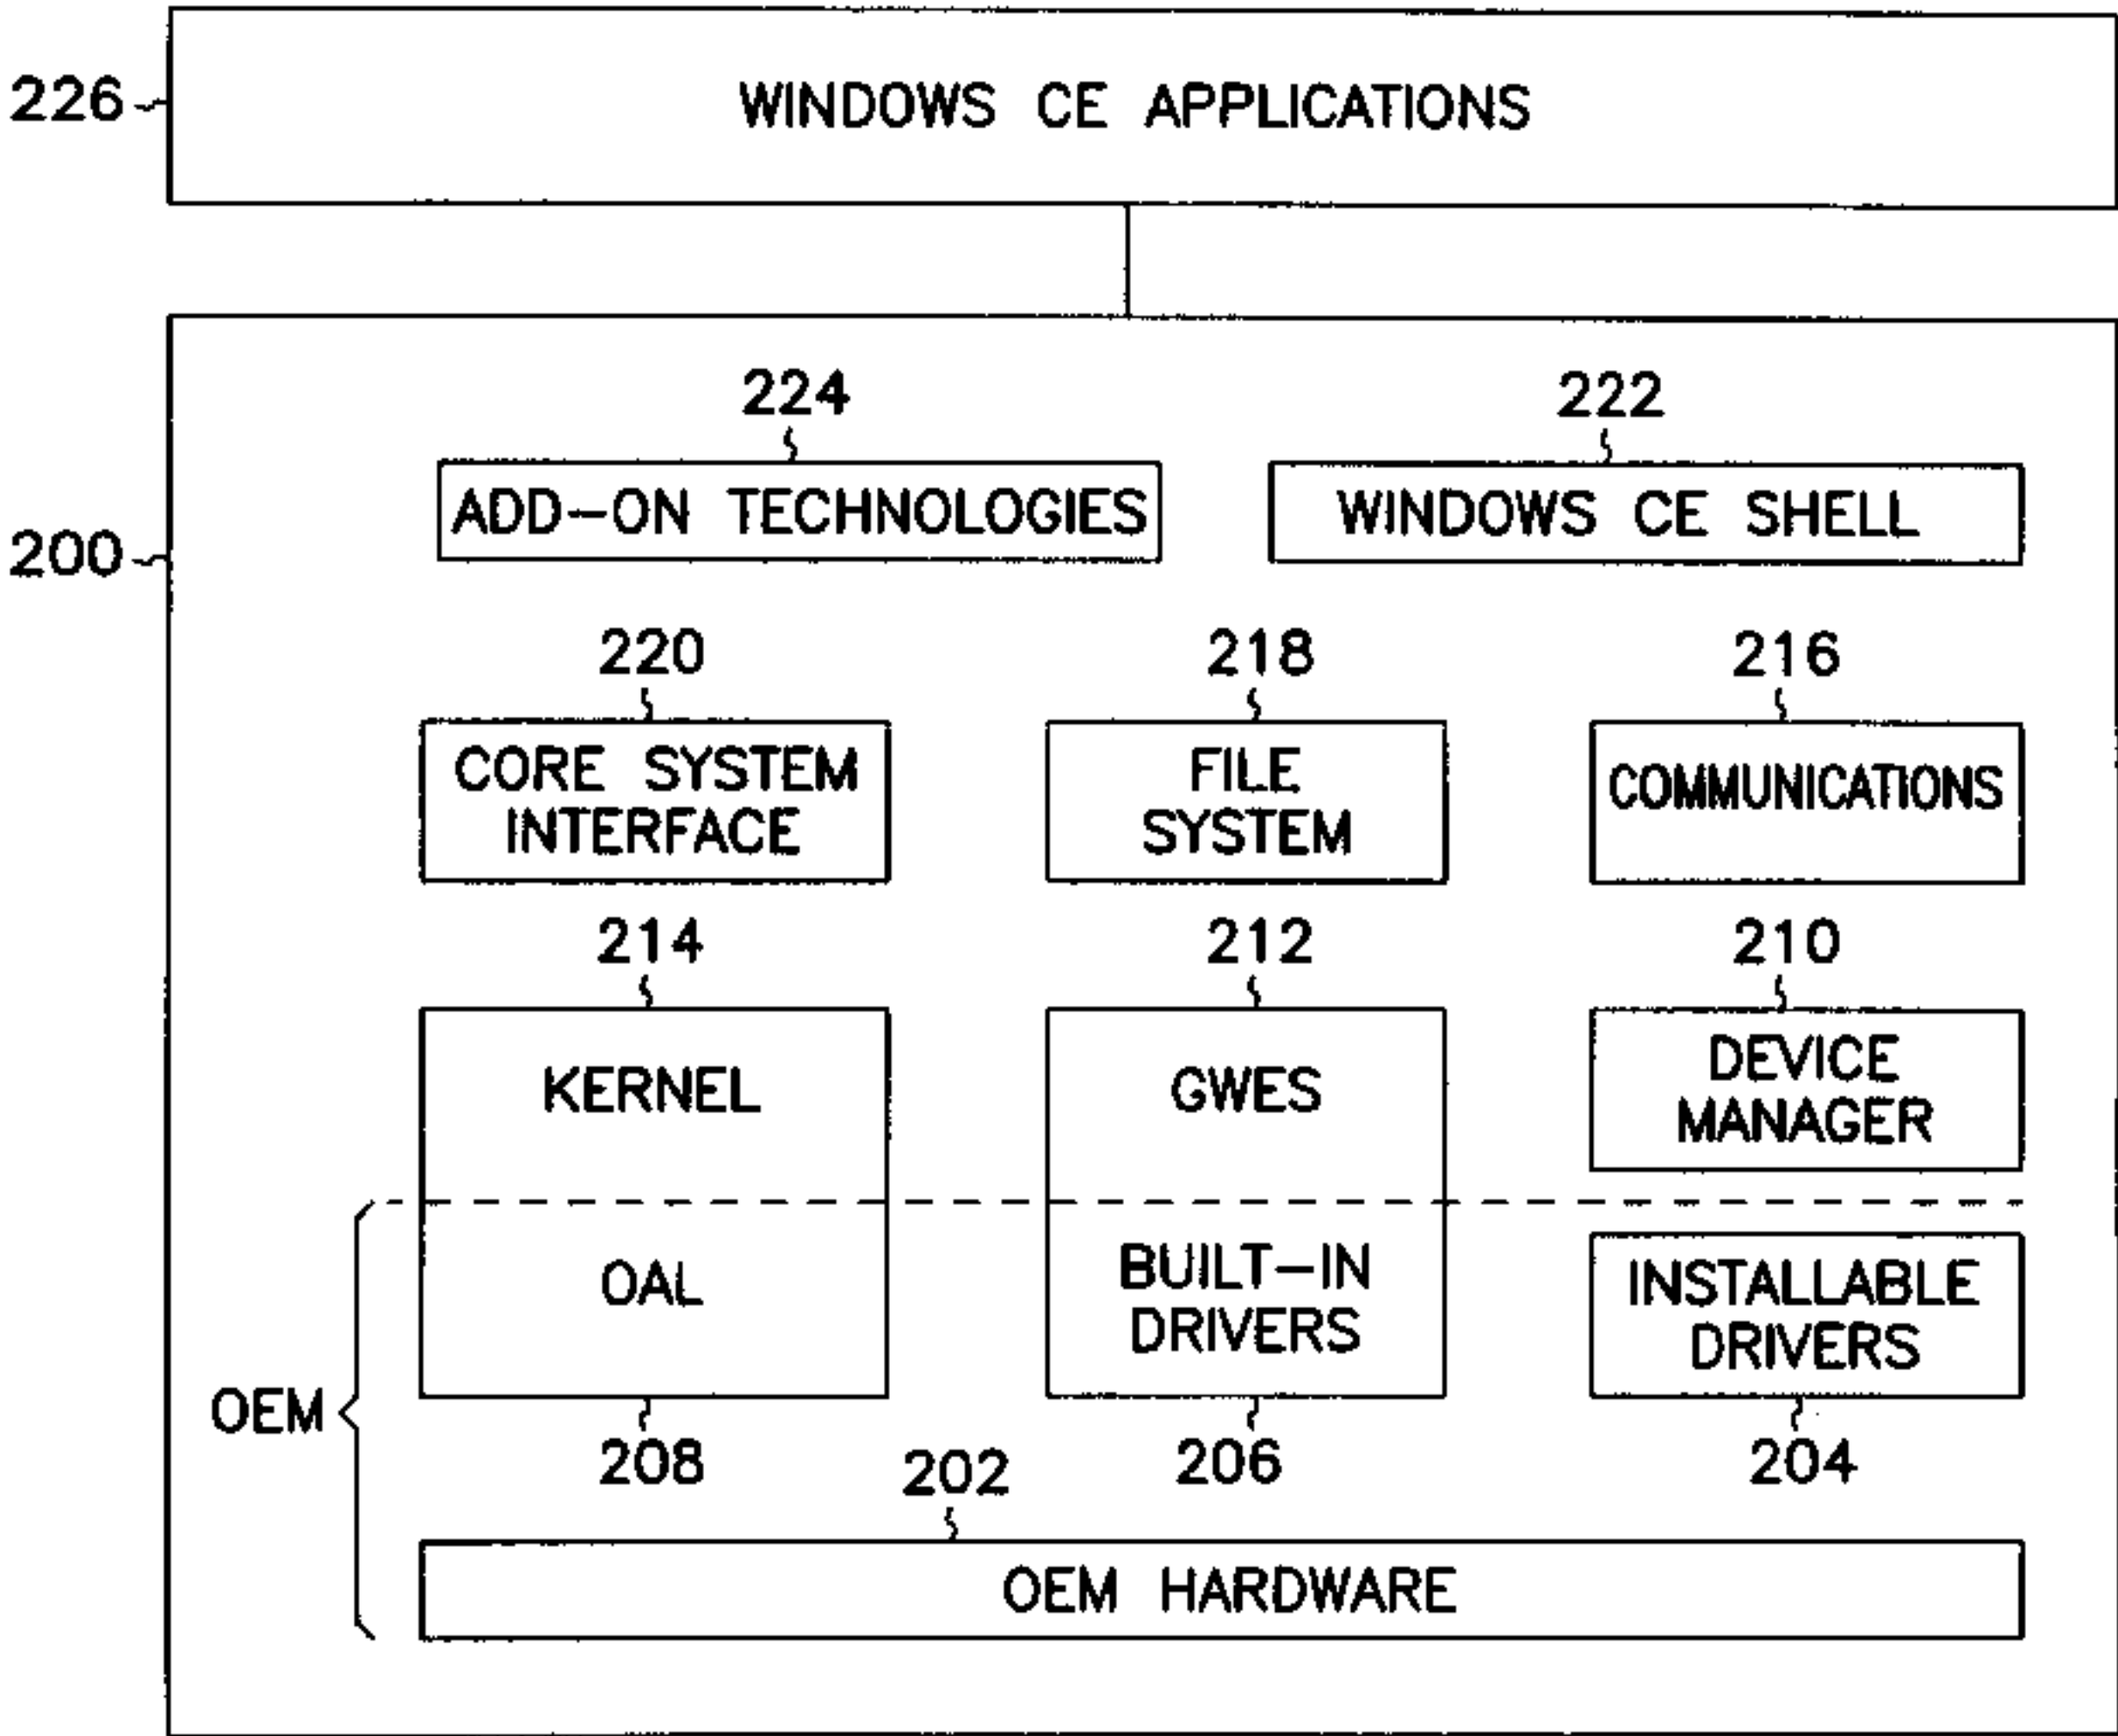 226
WINDOWS CE APPLICATIONS
224
222
ADD-ON TECHNOLOGIES
WINDOWS CE SHELL
200
220
218
216
CORE SYSTEM
INTERFACE
FILE
SYSTEM
COMMUNICATIONS
214
212
210
KERNEL
GWES
DEVICE
MANAGER
OAL
BUILT-IN
DRIVERS
INSTALLABLE
DRIVERS
OEM
208
206
204
202
OEM HARDWARE